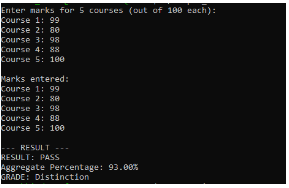 Enter marks for 5 courses (out of 100 each):
Course 1: 99
Course 2: 80
Course 3: 98
Course 4: 88
Course 5: 100
Marks entered:
Course 1: 99
Course 2: 80
Course 3: 98
Course 4: 88
Course 5: 100
--- RESULT ---
RESULT: PASS
Aggregate Percentage: 93.00%
GRADE: Distinction